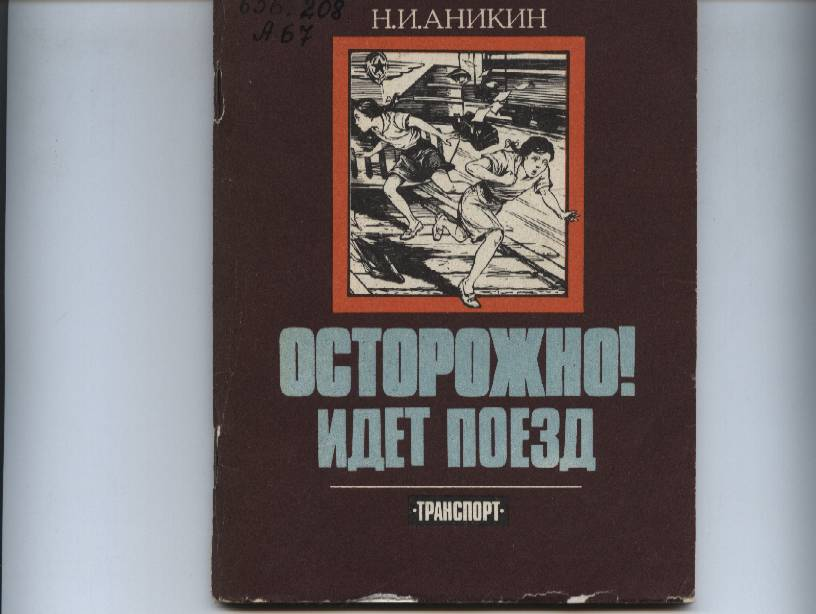 656.208
А67
Н.И.АНИКИН
ОСТОРОЖНО!
ИДЕТ ПОЕЗД
·ТРАНСПОРТ·